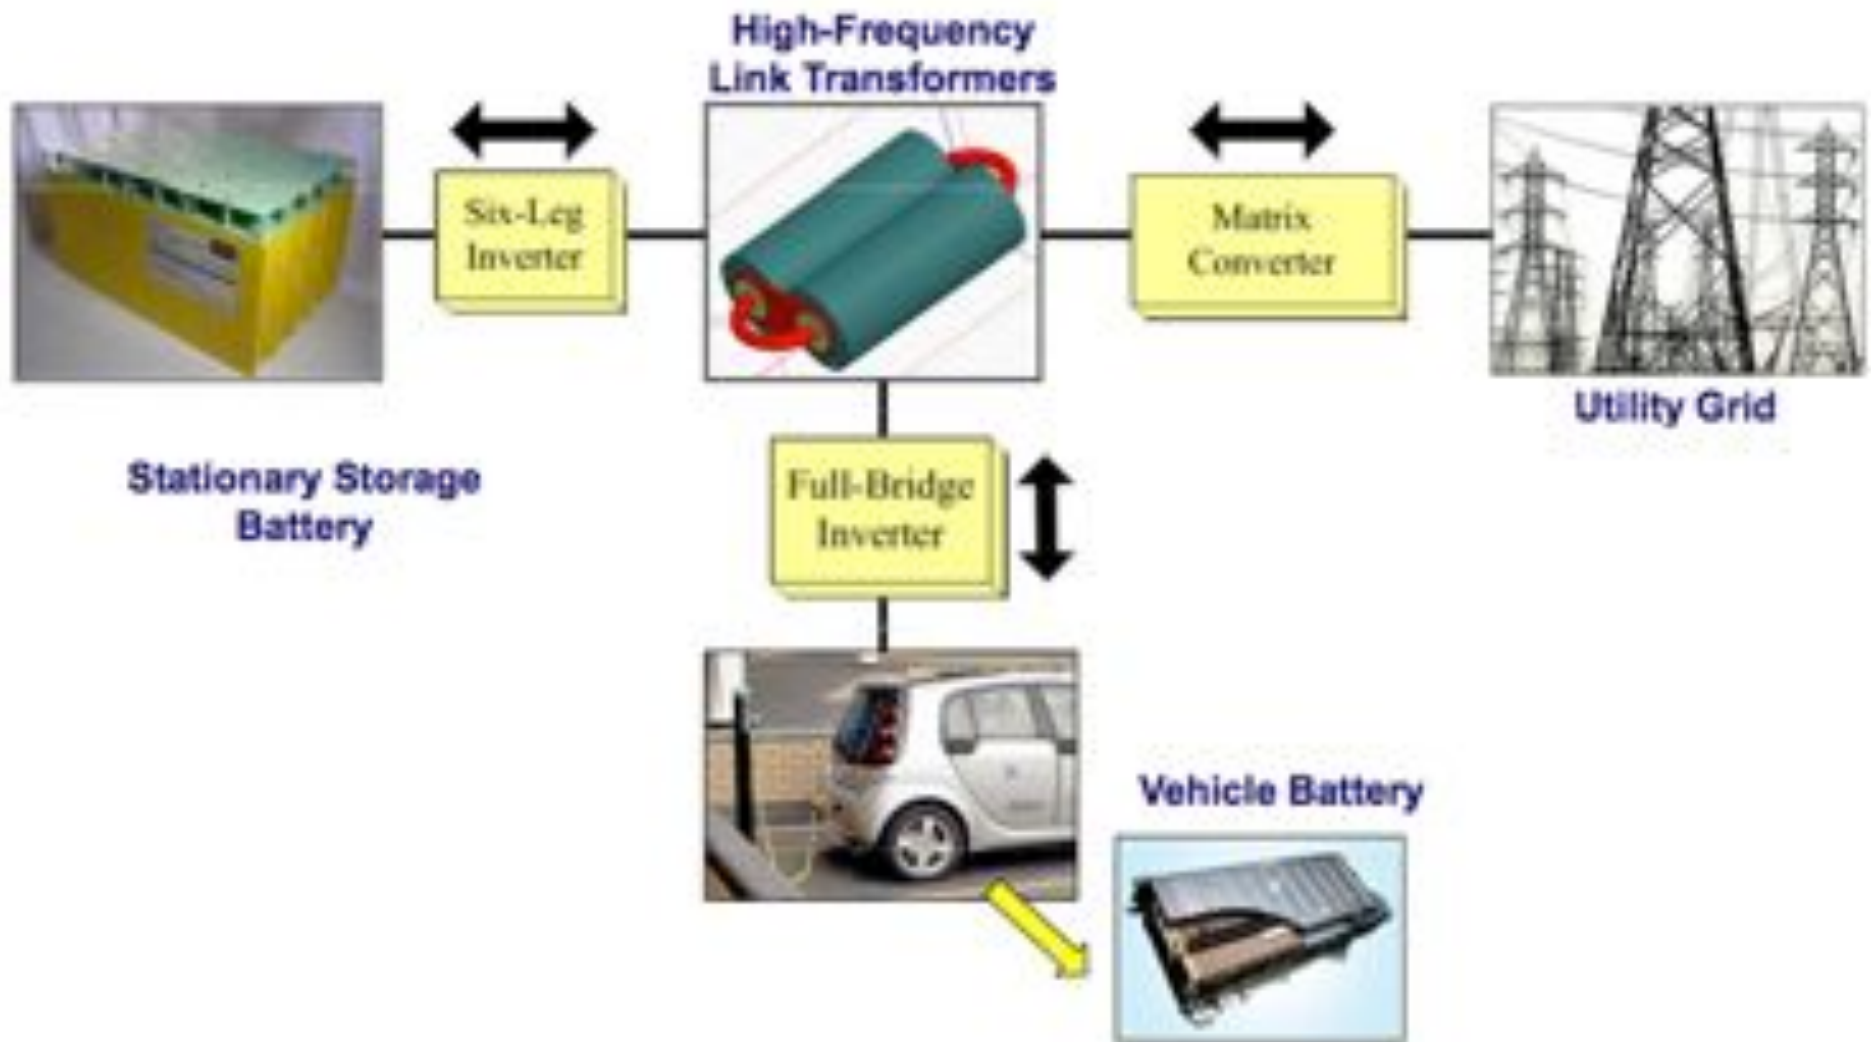 High-Frequency
Link Transformers
Six-Leg
Inverter
Matrix
Converter
Utility Grid
Stationary Storage
Battery
Full-Bridge
Inverter
Vehicle Battery